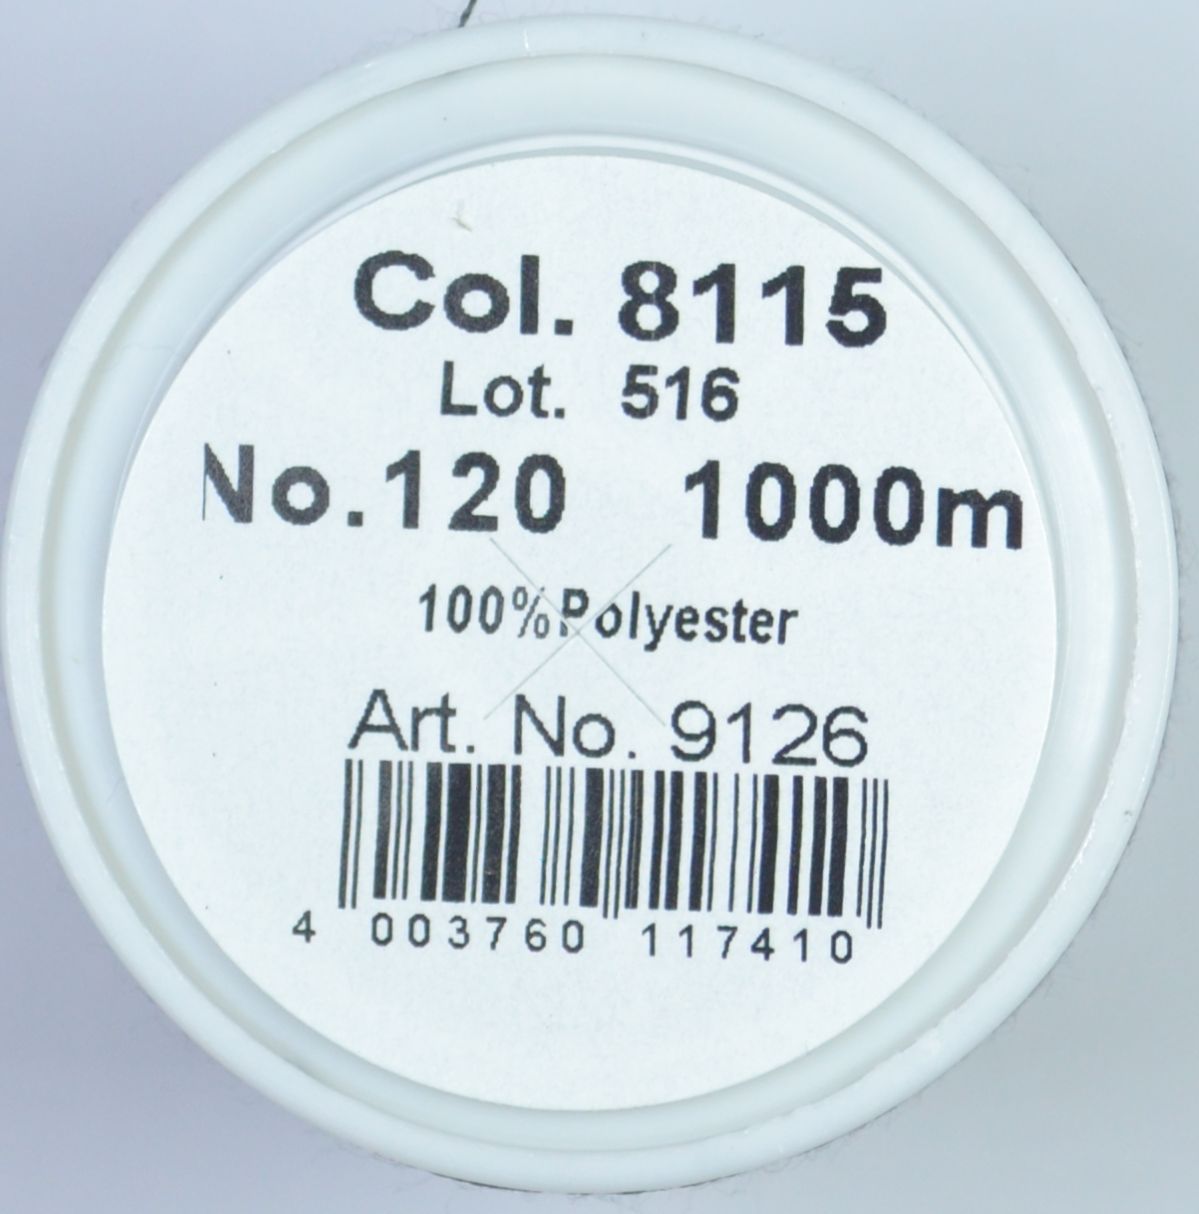 Col. 8115
Lot. 516
No.120 1000m
100%Polyester
Art. No. 9126
4 003760 117410